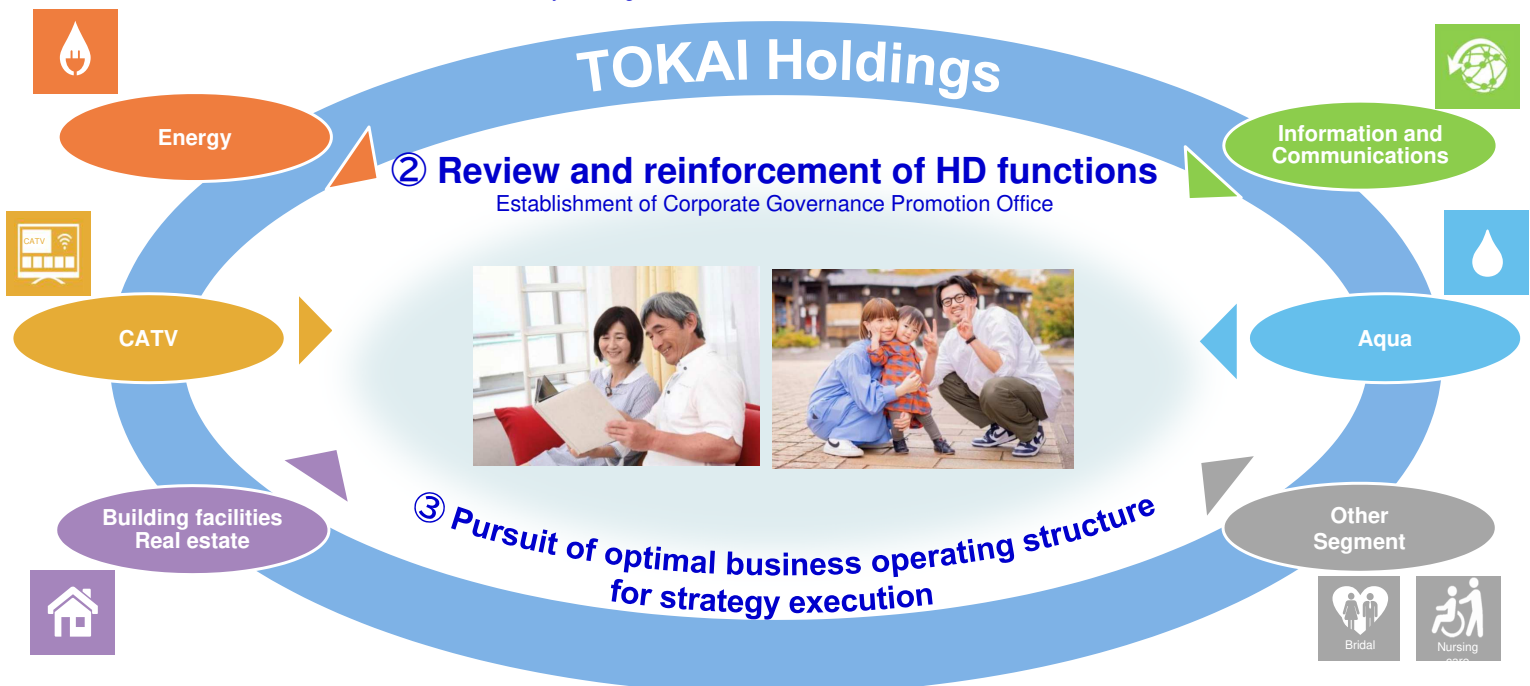 TOKAI Holdings
Energy
Information and
Communications
② Review and reinforcement of HD functions
Establishment of Corporate Governance Promotion Office
CATV
CATV
Aqua
Building facilities
Real estate
③ Pursuit of optimal business operating structure
for strategy execution
Other
Segment
Bridal
Nursing